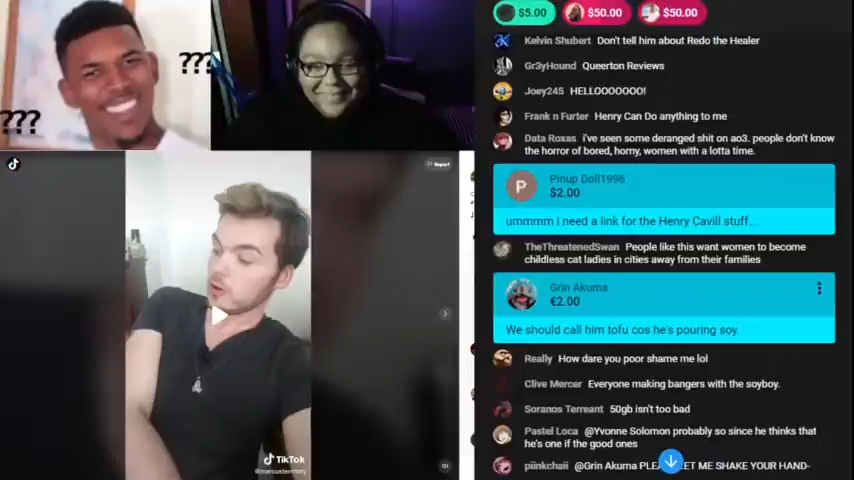 ???
???
Report
TikTok
$5.00
$50.00
$50.00
Kelvin Shubert Don't tell him about Redo the Healer
Gr3yHound Queerton Reviews
Joey245 HELLOOOOOOO!
Frank n Furter Henry Can Do anything to me
Data Roxas i've seen some deranged shit on ao3. people don't know
the horror of bored, horny, women with a lotta time.
P
Pinup Doll1996
$2.00
ummmm i need a link for the Henry Cavill stuff...
TheThreatenedSwan People like this want women to become
childless cat ladies in cities away from their families
Grin Akuma
€2.00
We should call him tofu cos he's pouring soy.
Really How dare you poor shame me lol
Clive Mercer Everyone making bangers with the soyboy.
Soranos Terreant 50gb isn't too bad
Pastel Loca @Yvonne Solomon probably so since he thinks that
he's one if the good ones
piinkchaii @Grin Akuma LET ME SHAKE YOUR HAND-